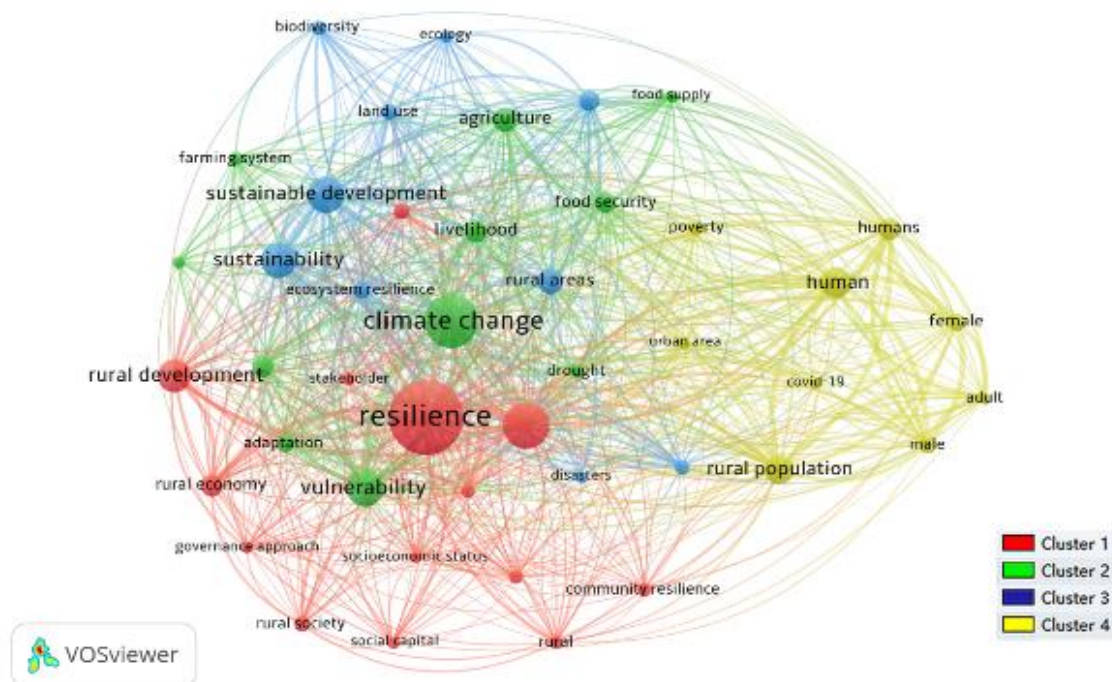 biodiversity
ecology
food supply
land use
agriculture
farming system
sustainable development
food security
livelihood
poverty
humans
sustainability
rural areas
human
ecosystem resilience
climate change
female
urban area
drought
rural development
stakeholder
covid-19
adult
resilience
adaptation
male
rural population
disasters
rural economy
vulnerability
governance approach
socioeconomic status
community resilience
rural society
social capital
rural
Cluster 1
Cluster 2
Cluster 3
Cluster 4
VOSviewer